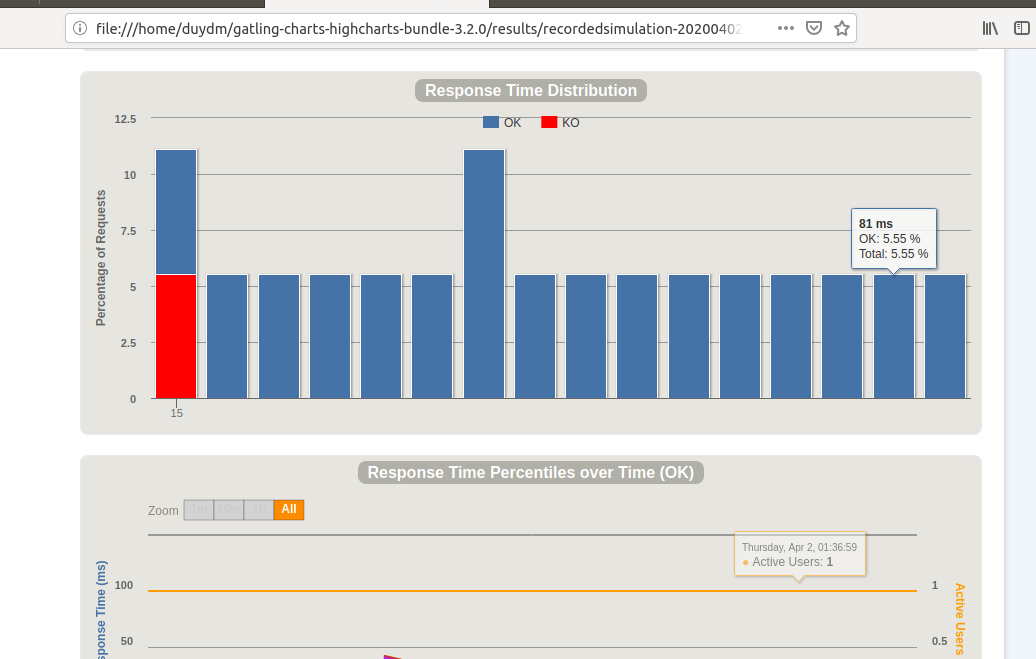 file:///home/duydm/gatling-charts-highcharts-bundle-3.2.0/results/recordedsimulation-20200402
Response Time Distribution
OK KO
12.5
10
7.5
5
2.5
0
Percentage of Requests
81 ms
OK: 5.55 %
Total: 5.55 %
15
Response Time Percentiles over Time (OK)
Zoom 1m 10m 1h All
Thursday, Apr 2, 01:36:59
Active Users: 1
100
50
sponse Time (ms)
1
0.5
Active Users